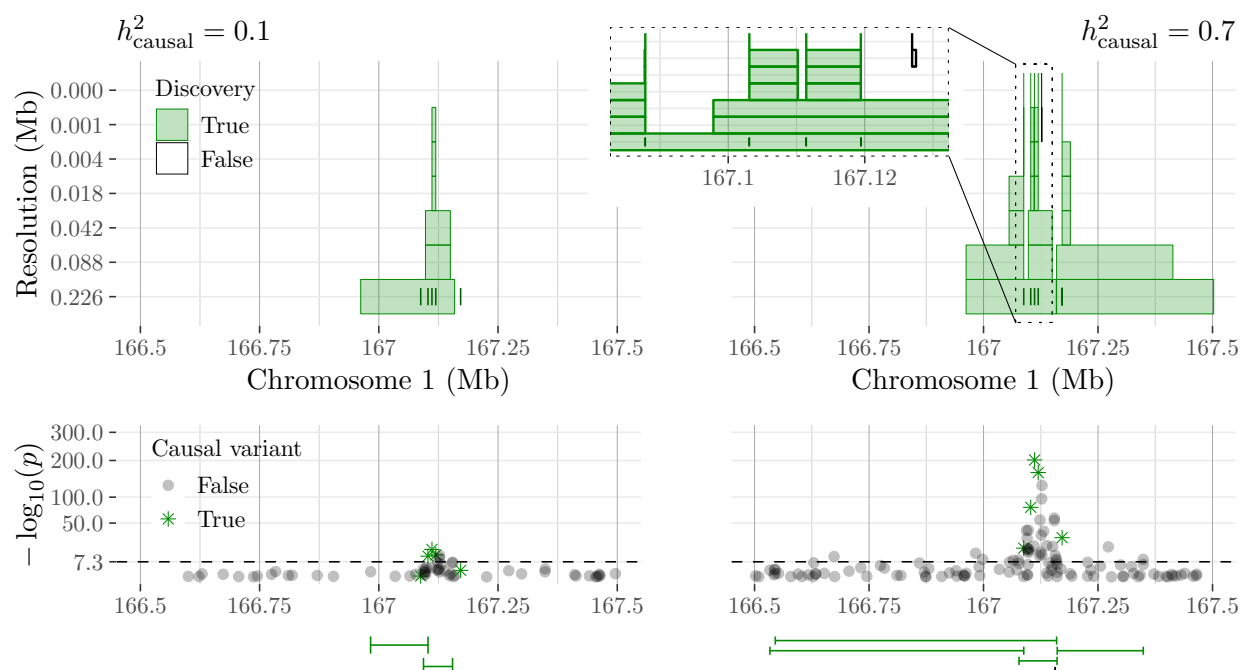 h²causal = 0.1
h²causal = 0.7
Resolution (Mb)
0.000
0.001
0.004
0.018
0.042
0.088
0.226
Discovery
True
False
167.1 167.12
166.5 166.75 167 167.25 167.5
Chromosome 1 (Mb)
166.5 166.75 167 167.25 167.5
Chromosome 1 (Mb)
− log10(p)
300.0
200.0
100.0
50.0
7.3
Causal variant
False
True
166.5 166.75 167 167.25 167.5
166.5 166.75 167 167.25 167.5